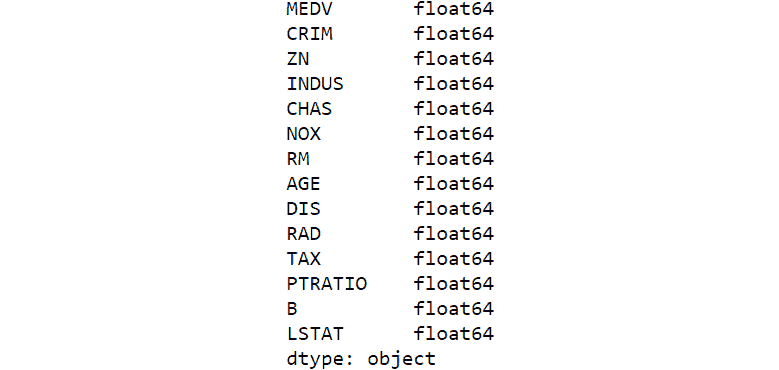 MEDV float64
CRIM float64
ZN float64
INDUS float64
CHAS float64
NOX float64
RM float64
AGE float64
DIS float64
RAD float64
TAX float64
PTRATIO float64
B float64
LSTAT float64
dtype: object